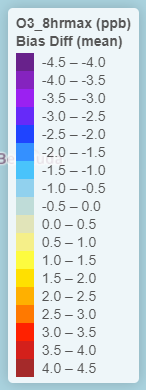 O3_8hrmax (ppb)
Bias Diff (mean)
-4.5 – -4.0
-4.0 – -3.5
-3.5 – -3.0
-3.0 – -2.5
-2.5 – -2.0
-2.0 – -1.5
-1.5 – -1.0
-1.0 – -0.5
-0.5 – 0.0
0.0 – 0.5
0.5 – 1.0
1.0 – 1.5
1.5 – 2.0
2.0 – 2.5
2.5 – 3.0
3.0 – 3.5
3.5 – 4.0
4.0 – 4.5